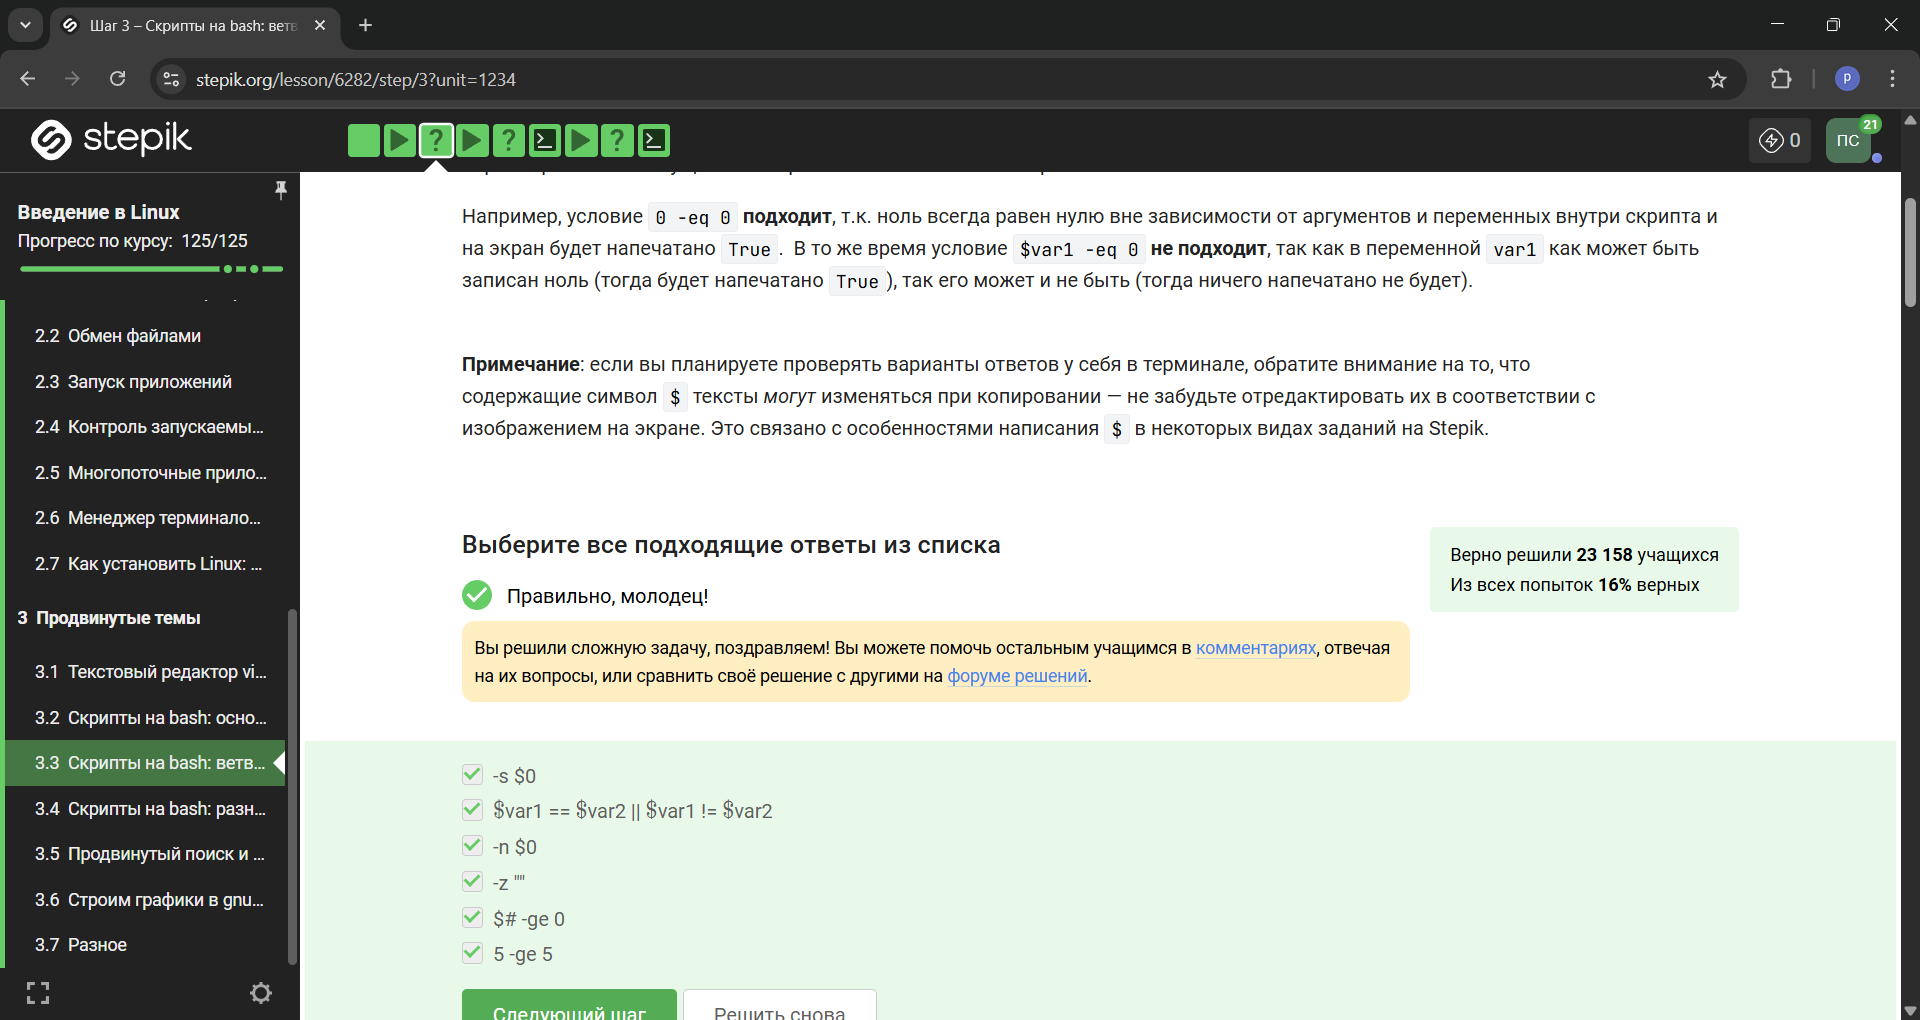 Шаг 3 – Скрипты на bash: ветв
stepik.org/lesson/6282/step/3?unit=1234
p
stepik
0
ПС
21
Введение в Linux
Прогресс по курсу: 125/125
2.2 Обмен файлами
2.3 Запуск приложений
2.4 Контроль запускаемы...
2.5 Многопоточные прило...
2.6 Менеджер терминало...
2.7 Как установить Linux: ...
3 Продвинутые темы
3.1 Текстовый редактор vi...
3.2 Скрипты на bash: осно...
3.3 Скрипты на bash: ветв...
3.4 Скрипты на bash: разн...
3.5 Продвинутый поиск и ...
3.6 Строим графики в gnu...
3.7 Разное
Например, условие 0 -eq 0 подходит, т.к. ноль всегда равен нулю вне зависимости от аргументов и переменных внутри скрипта и
на экран будет напечатано True . В то же время условие $var1 -eq 0 не подходит, так как в переменной var1 как может быть
записан ноль (тогда будет напечатано True ), так его может и не быть (тогда ничего напечатано не будет).
Примечание: если вы планируете проверять варианты ответов у себя в терминале, обратите внимание на то, что
содержащие символ $ тексты могут изменяться при копировании — не забудьте отредактировать их в соответствии с
изображением на экране. Это связано с особенностями написания $ в некоторых видах заданий на Stepik.
Выберите все подходящие ответы из списка
Верно решили 23 158 учащихся
Из всех попыток 16% верных
Правильно, молодец!
Вы решили сложную задачу, поздравляем! Вы можете помочь остальным учащимся в комментариях, отвечая
на их вопросы, или сравнить своё решение с другими на форуме решений.
-s $0
$var1 == $var2 || $var1 != $var2
-n $0
-z ""
$# -ge 0
5 -ge 5
Следующий шаг
Решить снова